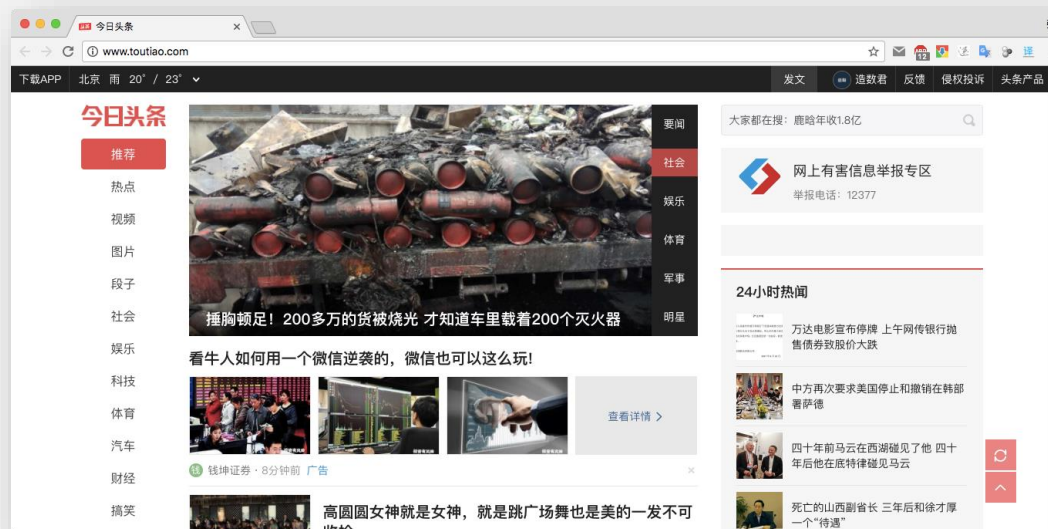 今日头条
www.toutiao.com
12
译
下载APP 北京 雨 20° / 23°
发文 造数君 反馈 侵权投诉 头条产品
今日头条
推荐
热点
视频
图片
段子
社会
娱乐
科技
体育
汽车
财经
搞笑
要闻
社会
娱乐
体育
军事
明星
捶胸顿足！200多万的货被烧光 才知道车里载着200个灭火器
看牛人如何用一个微信逆袭的，微信也可以这么玩!
查看详情
钱 钱坤证券·8分钟前 广告
高圆圆女神就是女神，就是跳广场舞也是美的一发不可
大家都在搜：鹿晗年收1.8亿
网上有害信息举报专区
举报电话：12377
24小时热闻
万达电影宣布停牌 上午网传银行抛
售债券致股价大跌
中方再次要求美国停止和撤销在韩部
署萨德
四十年前马云在西湖碰见了他 四十
年后他在底特律碰见马云
死亡的山西副省长 三年后和徐才厚
一个“待遇”